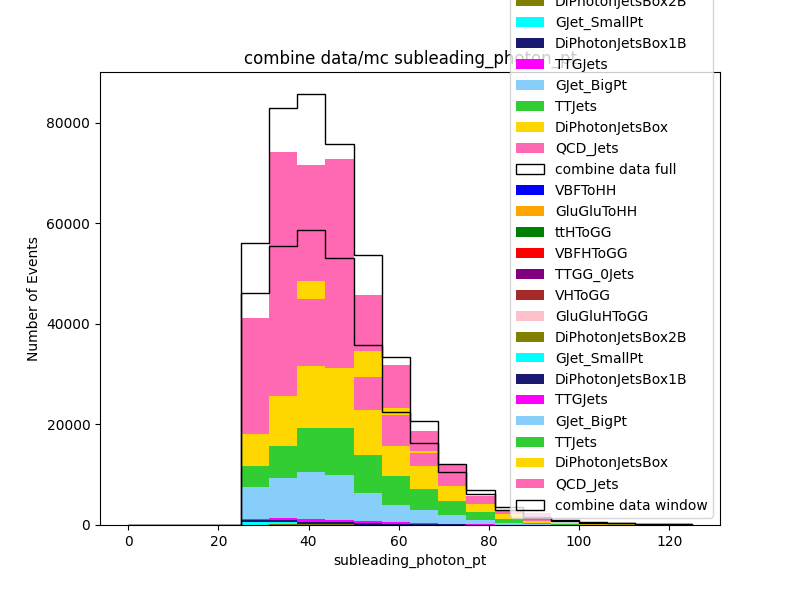 DiPhotonJetsBox2B
GJet_SmallPt
DiPhotonJetsBox1B
combine data/mc subleading_photon_pt
TTGJets
GJet_BigPt
TTJets
DiPhotonJetsBox
QCD_Jets
combine data full
VBFToHH
GluGluToHH
ttHToGG
VBFHToGG
TTGG_0Jets
VHToGG
GluGluHToGG
DiPhotonJetsBox2B
GJet_SmallPt
DiPhotonJetsBox1B
TTGJets
GJet_BigPt
TTJets
DiPhotonJetsBox
QCD_Jets
combine data window
Number of Events
80000
60000
40000
20000
0
0 20 40 60 80 100 120
subleading_photon_pt